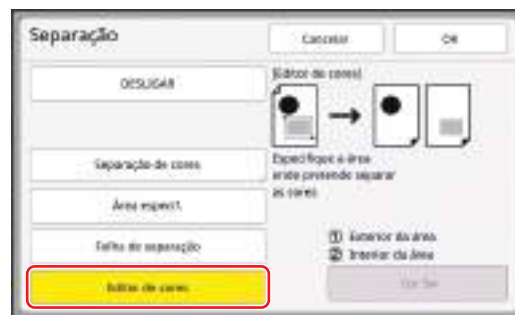 Separação
Cancelar
OK
DESLIGAR
[Editor de cores]
Separação de cores
Especifique a área
onde pretende separar
as cores
Área especif.
Folha de separação
① Exterior da área
② Interior da área
Editor de cores